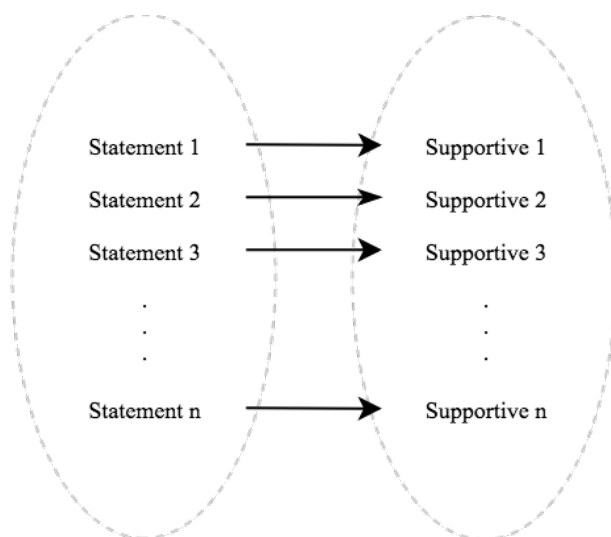 Statement 1 Supportive 1
Statement 2 Supportive 2
Statement 3 Supportive 3
. .
. .
. .
Statement n Supportive n